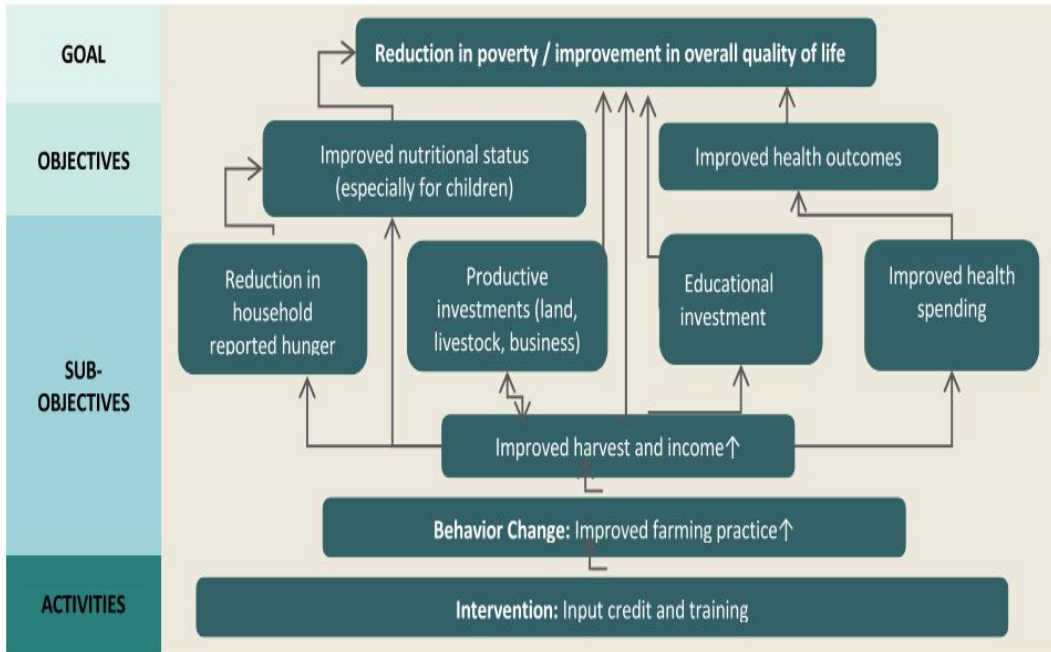 GOAL
Reduction in poverty / improvement in overall quality of life
OBJECTIVES
Improved nutritional status
(especially for children)
Improved health outcomes
SUB-
OBJECTIVES
Reduction in
household
reported hunger
Productive
investments (land,
livestock, business)
Educational
investment
Improved health
spending
Improved harvest and income↑
Behavior Change: Improved farming practice↑
ACTIVITIES
Intervention: Input credit and training